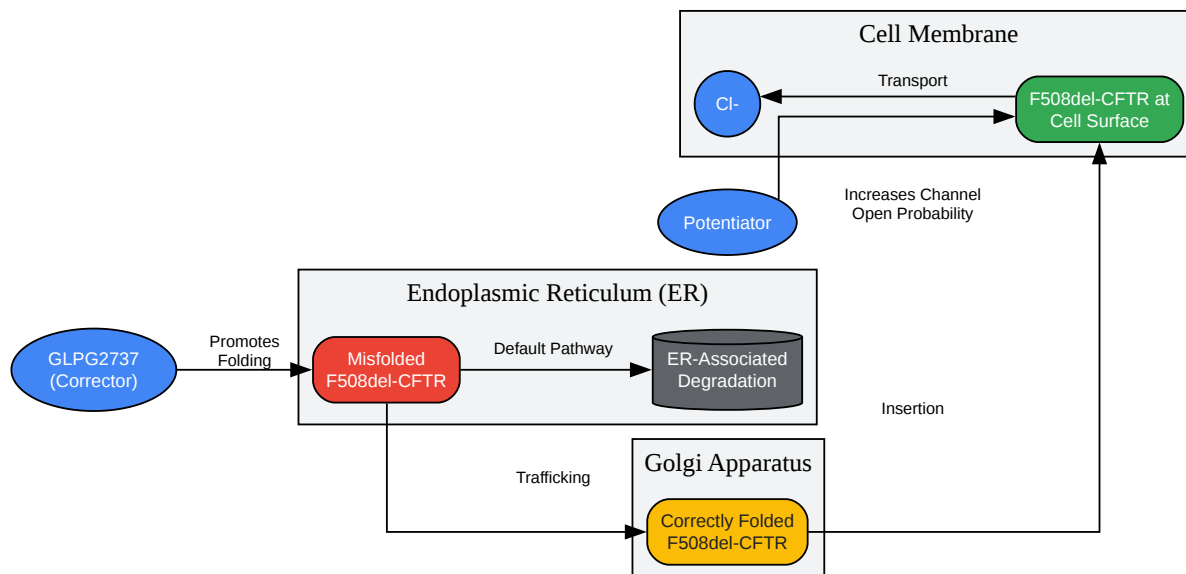 Cell Membrane
Transport
Cl-
F508del-CFTR at
Cell Surface
Increases Channel
Open Probability
Potentiator
Endoplasmic Reticulum (ER)
GLPG2737
(Corrector)
Promotes
Folding
Misfolded
F508del-CFTR
Default Pathway
ER-Associated
Degradation
Insertion
Golgi Apparatus
Trafficking
Correctly Folded
F508del-CFTR